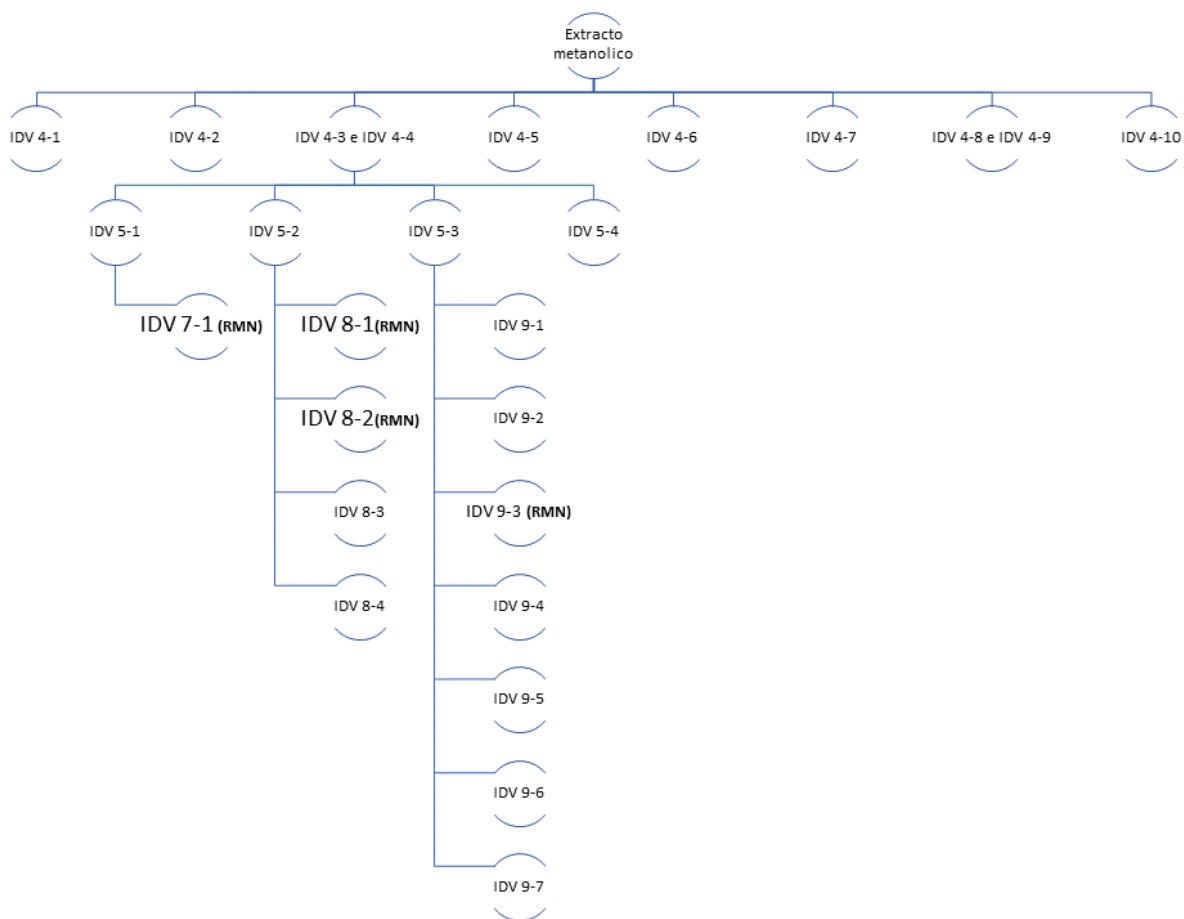 Extracto
metanolico
IDV 4-1
IDV 4-2
IDV 4-3 e IDV 4-4
IDV 4-5
IDV 4-6
IDV 4-7
IDV 4-8 e IDV 4-9
IDV 4-10
IDV 5-1
IDV 5-2
IDV 5-3
IDV 5-4
IDV 7-1 (RMN)
IDV 8-1(RMN)
IDV 9-1
IDV 8-2(RMN)
IDV 9-2
IDV 8-3
IDV 9-3 (RMN)
IDV 8-4
IDV 9-4
IDV 9-5
IDV 9-6
IDV 9-7